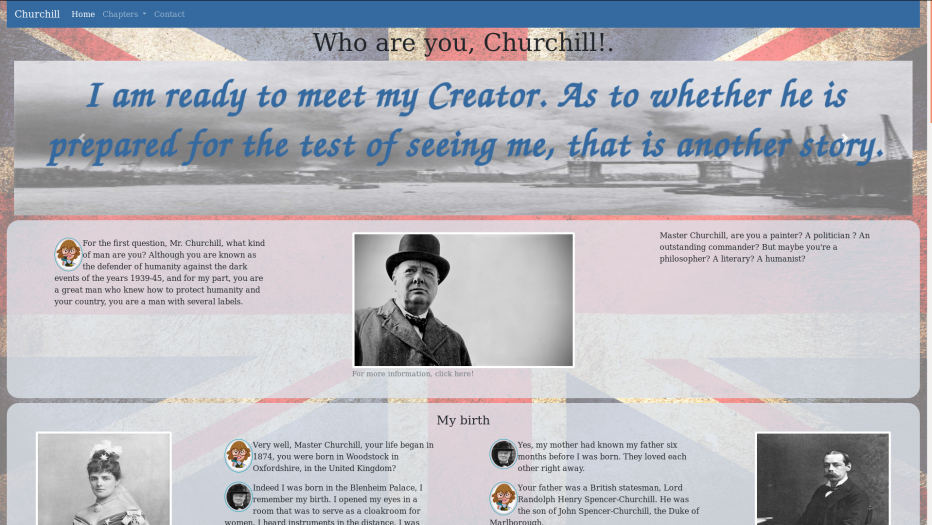 Churchill Home Chapters Contact
Who are you, Churchill!.
I am ready to meet my Creator. As to whether he is
prepared for the test of seeing me, that is another story.
For the first question, Mr. Churchill, what kind
of man are you? Although you are known as
the defender of humanity against the dark
events of the years 1939-45, and for my part, you are
a great man who knew how to protect humanity and
your country, you are a man with several labels.
For more information, click here!
Master Churchill, are you a painter? A politician ? An
outstanding commander? But maybe you're a
philosopher? A literary? A humanist?
My birth
Very well, Master Churchill, your life began in
1874, you were born in Woodstock in
Oxfordshire, in the United Kingdom?
Indeed I was born in the Blenheim Palace, I
remember my birth. I opened my eyes in a
room that was to serve as a cloakroom for
women. I heard instruments in the distance. I was
Yes, my mother had known my father six
months before I was born. They loved each
other right away.
Your father was a British statesman, Lord
Randolph Henry Spencer-Churchill. He was
the son of John Spencer-Churchill, the Duke of
Marlborough.